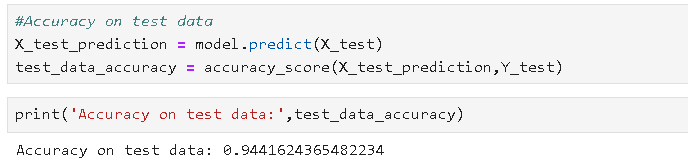 #Accuracy on test data
X_test_prediction = model.predict(X_test)
test_data_accuracy = accuracy_score(X_test_prediction,Y_test)
print('Accuracy on test data:',test_data_accuracy)
Accuracy on test data: 0.9441624365482234